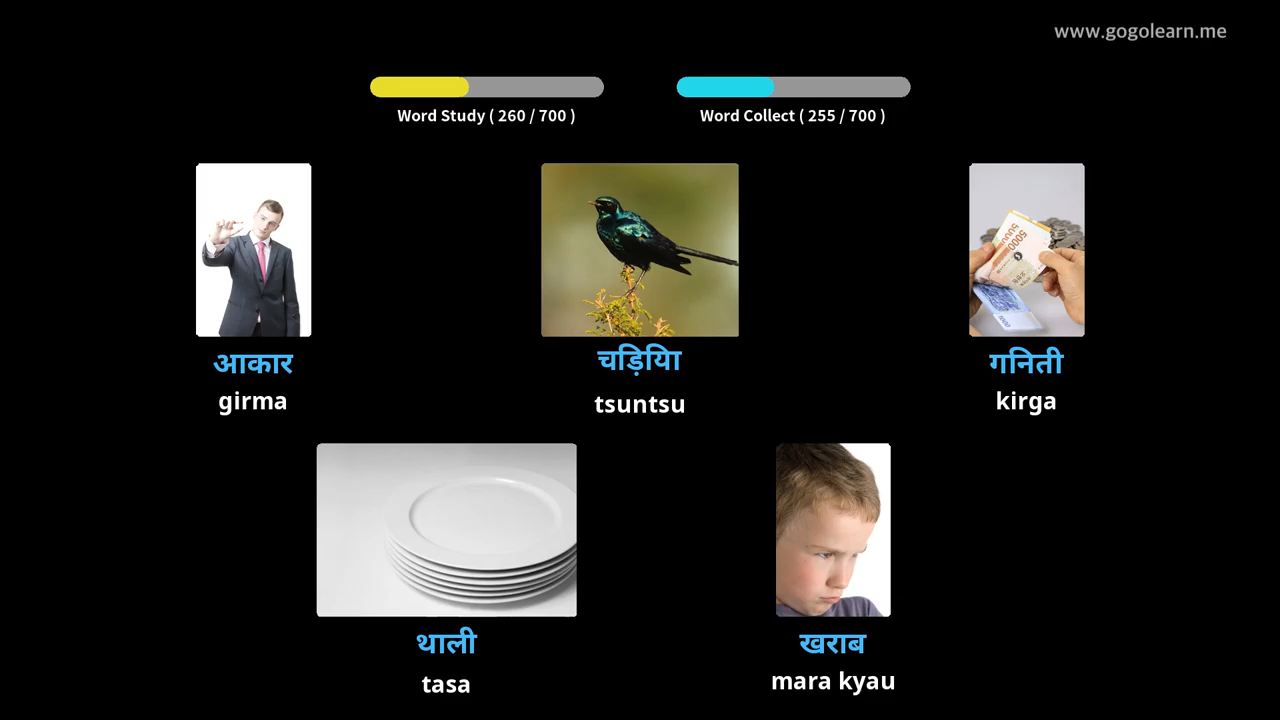 www.gogolearn.me
Word Study ( 260 / 700 )
Word Collect ( 255 / 700 )
आकार
girma
चड़ियिा
tsuntsu
गनिती
kirga
थाली
tasa
खराब
mara kyau